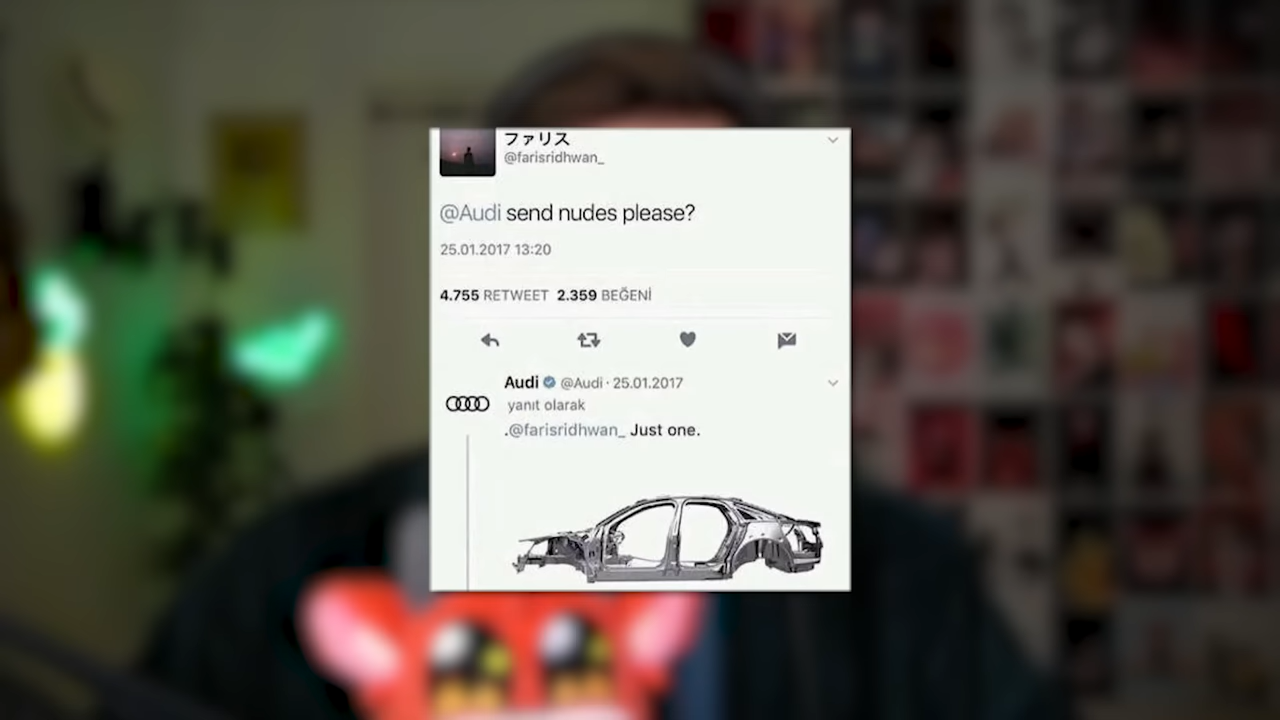 ファリス
@farisridhwan_
@Audi send nudes please?
25.01.2017 13:20
4.755 RETWEET 2.359 BEĞENİ
Audi @Audi · 25.01.2017
yanıt olarak
.@farisridhwan_ Just one.